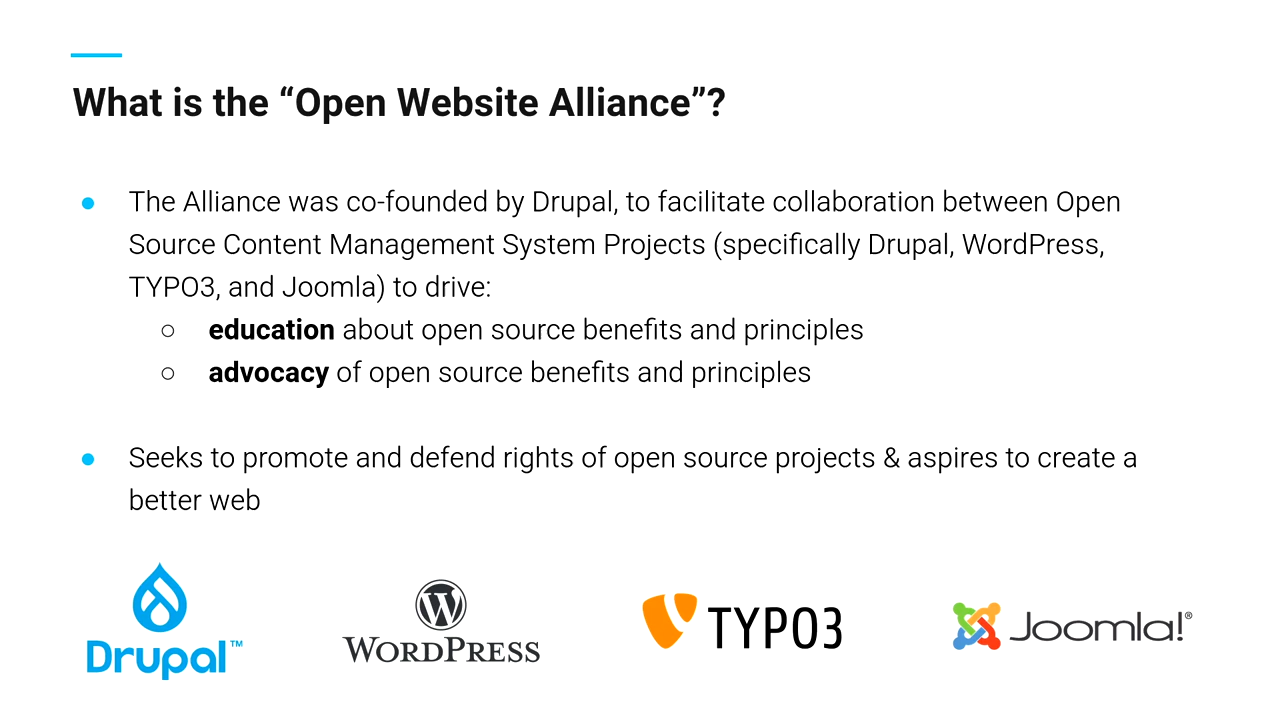 What is the “Open Website Alliance”?
● The Alliance was co-founded by Drupal, to facilitate collaboration between Open
Source Content Management System Projects (specifically Drupal, WordPress,
TYPO3, and Joomla) to drive:
○ education about open source benefits and principles
○ advocacy of open source benefits and principles
● Seeks to promote and defend rights of open source projects & aspires to create a
better web
Drupal™
WORDPRESS
TYPO3
Joomla!®